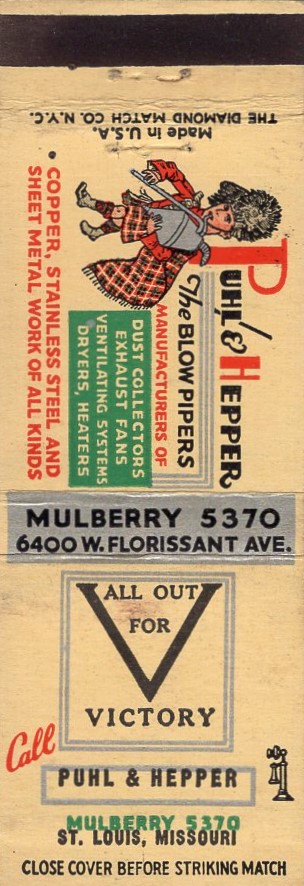 Made in U.S.A.
THE DIAMOND MATCH CO. N.Y.C.
PUHL & HEPPER
The BLOW PIPERS
MANUFACTURERS OF
DUST COLLECTORS
EXHAUST FANS
VENTILATING SYSTEMS
DRYERS, HEATERS
• COPPER, STAINLESS STEEL AND
SHEET METAL WORK OF ALL KINDS
MULBERRY 5370
6400 W. FLORISSANT AVE.
ALL OUT
FOR
V
VICTORY
Call
PUHL & HEPPER
MULBERRY 5370
ST. LOUIS, MISSOURI
CLOSE COVER BEFORE STRIKING MATCH